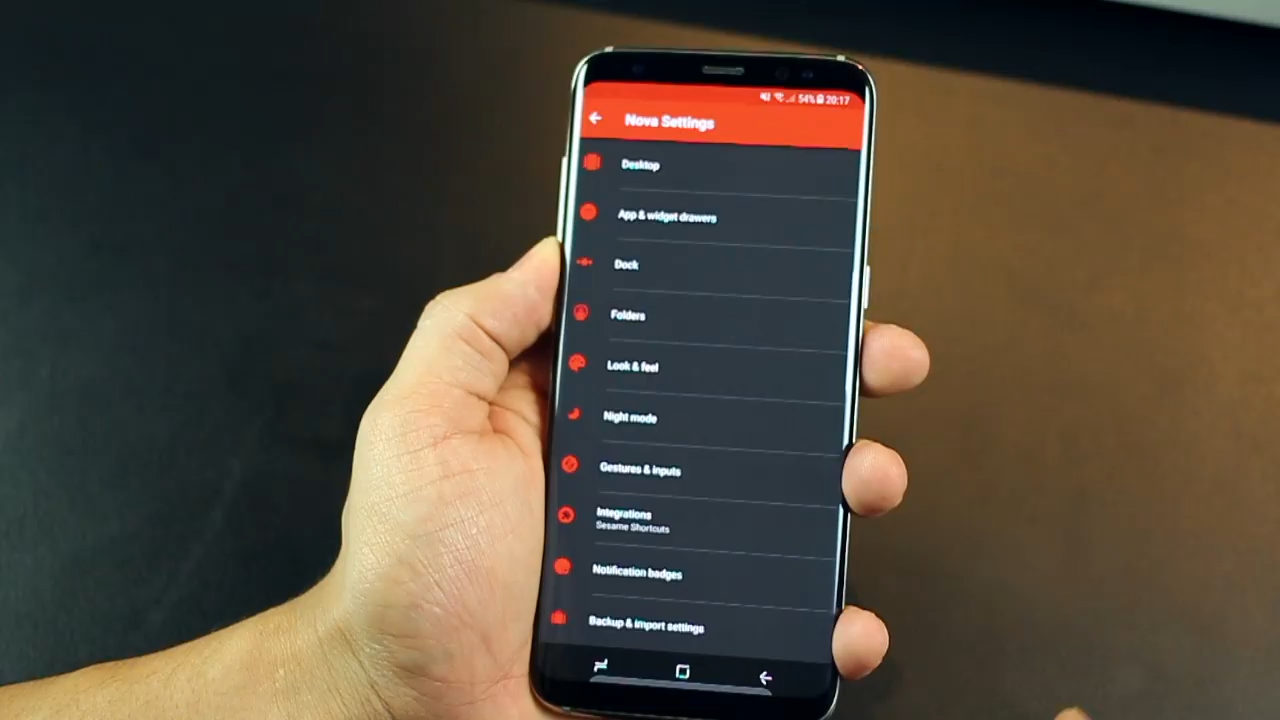 54% 20:17
Nova Settings
Desktop
App & widget drawers
Dock
Folders
Look & feel
Night mode
Gestures & inputs
Integrations
Sesame Shortcuts
Notification badges
Backup & import settings